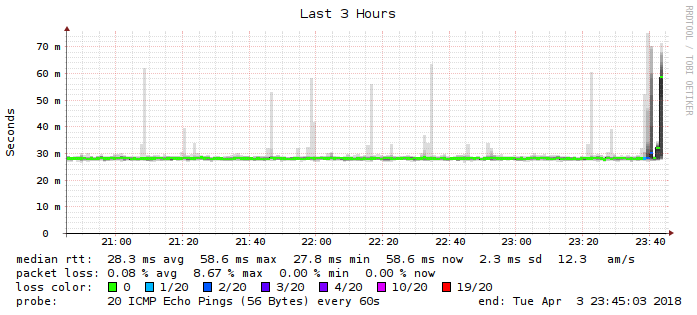 Last 3 Hours
RRDTOOL / TOBI OETIKER
Seconds
70 m
60 m
50 m
40 m
30 m
20 m
10 m
0
21:00 21:20 21:40 22:00 22:20 22:40 23:00 23:20 23:40
median rtt: 28.3 ms avg 58.6 ms max 27.8 ms min 58.6 ms now 2.3 ms sd 12.3 am/s
packet loss: 0.08 % avg 8.67 % max 0.00 % min 0.00 % now
loss color: 0 1/20 2/20 3/20 4/20 10/20 19/20
probe: 20 ICMP Echo Pings (56 Bytes) every 60s end: Tue Apr 3 23:45:03 2018